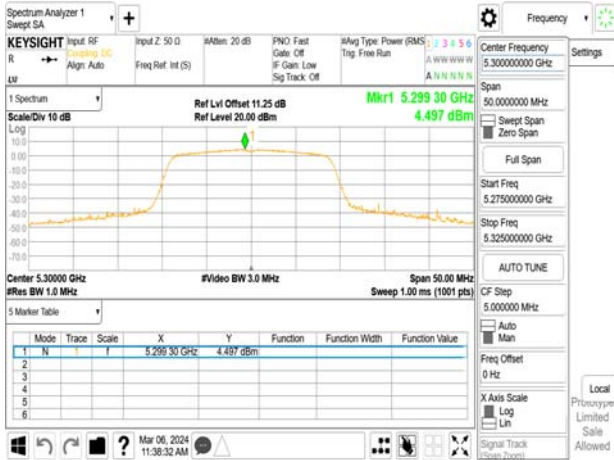 Spectrum Analyzer 1
Swept SA
+
Frequency
KEYSIGHT
Input: RF
Coupling: DC
Align: Auto
Input Z: 50 Ω
Freq Ref: Int (S)
#Atten: 20 dB
PNO: Fast
Gate: Off
IF Gain: Low
Sig Track: Off
#Avg Type: Power (RMS
Trig: Free Run
1 2 3 4 5 6
A W W W W W
A N N N N N
R
1 Spectrum
Scale/Div 10 dB
Ref Lvl Offset 11.25 dB
Ref Level 20.00 dBm
Mkr1 5.299 30 GHz
4.497 dBm
Log
10.0
0.00
-10.0
-20.0
-30.0
-40.0
-50.0
-60.0
-70.0
1
Center 5.30000 GHz
#Res BW 1.0 MHz
#Video BW 3.0 MHz
Span 50.00 MHz
Sweep 1.00 ms (1001 pts)
5 Marker Table
Mode Trace Scale X Y Function Function Width Function Value
1 N 1 f 5.299 30 GHz 4.497 dBm
2
3
4
5
6
Mar 06, 2024
11:38:32 AM
?
Center Frequency
5.300000000 GHz
Settings
Span
50.0000000 MHz
Swept Span
Zero Span
Full Span
Start Freq
5.275000000 GHz
Stop Freq
5.325000000 GHz
AUTO TUNE
CF Step
5.000000 MHz
Auto
Man
Freq Offset
0 Hz
X Axis Scale
Log
Lin
Signal Track
(Span Zoom)
Local
Prototype
Limited
Sale
Allowed